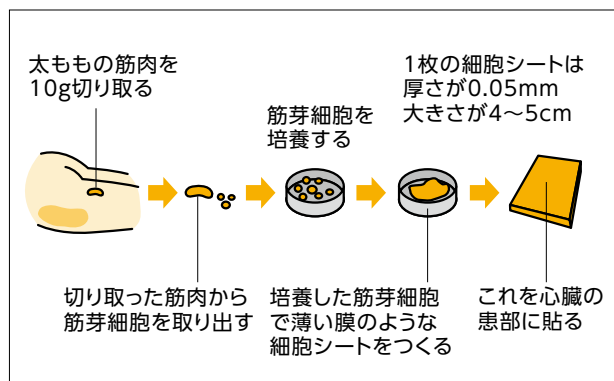 太ももの筋肉を
10g切り取る
切り取った筋肉から
筋芽細胞を取り出す
筋芽細胞を
培養する
培養した筋芽細胞
で薄い膜のような
細胞シートをつくる
1枚の細胞シートは
厚さが0.05mm
大きさが4〜5cm
これを心臓の
患部に貼る